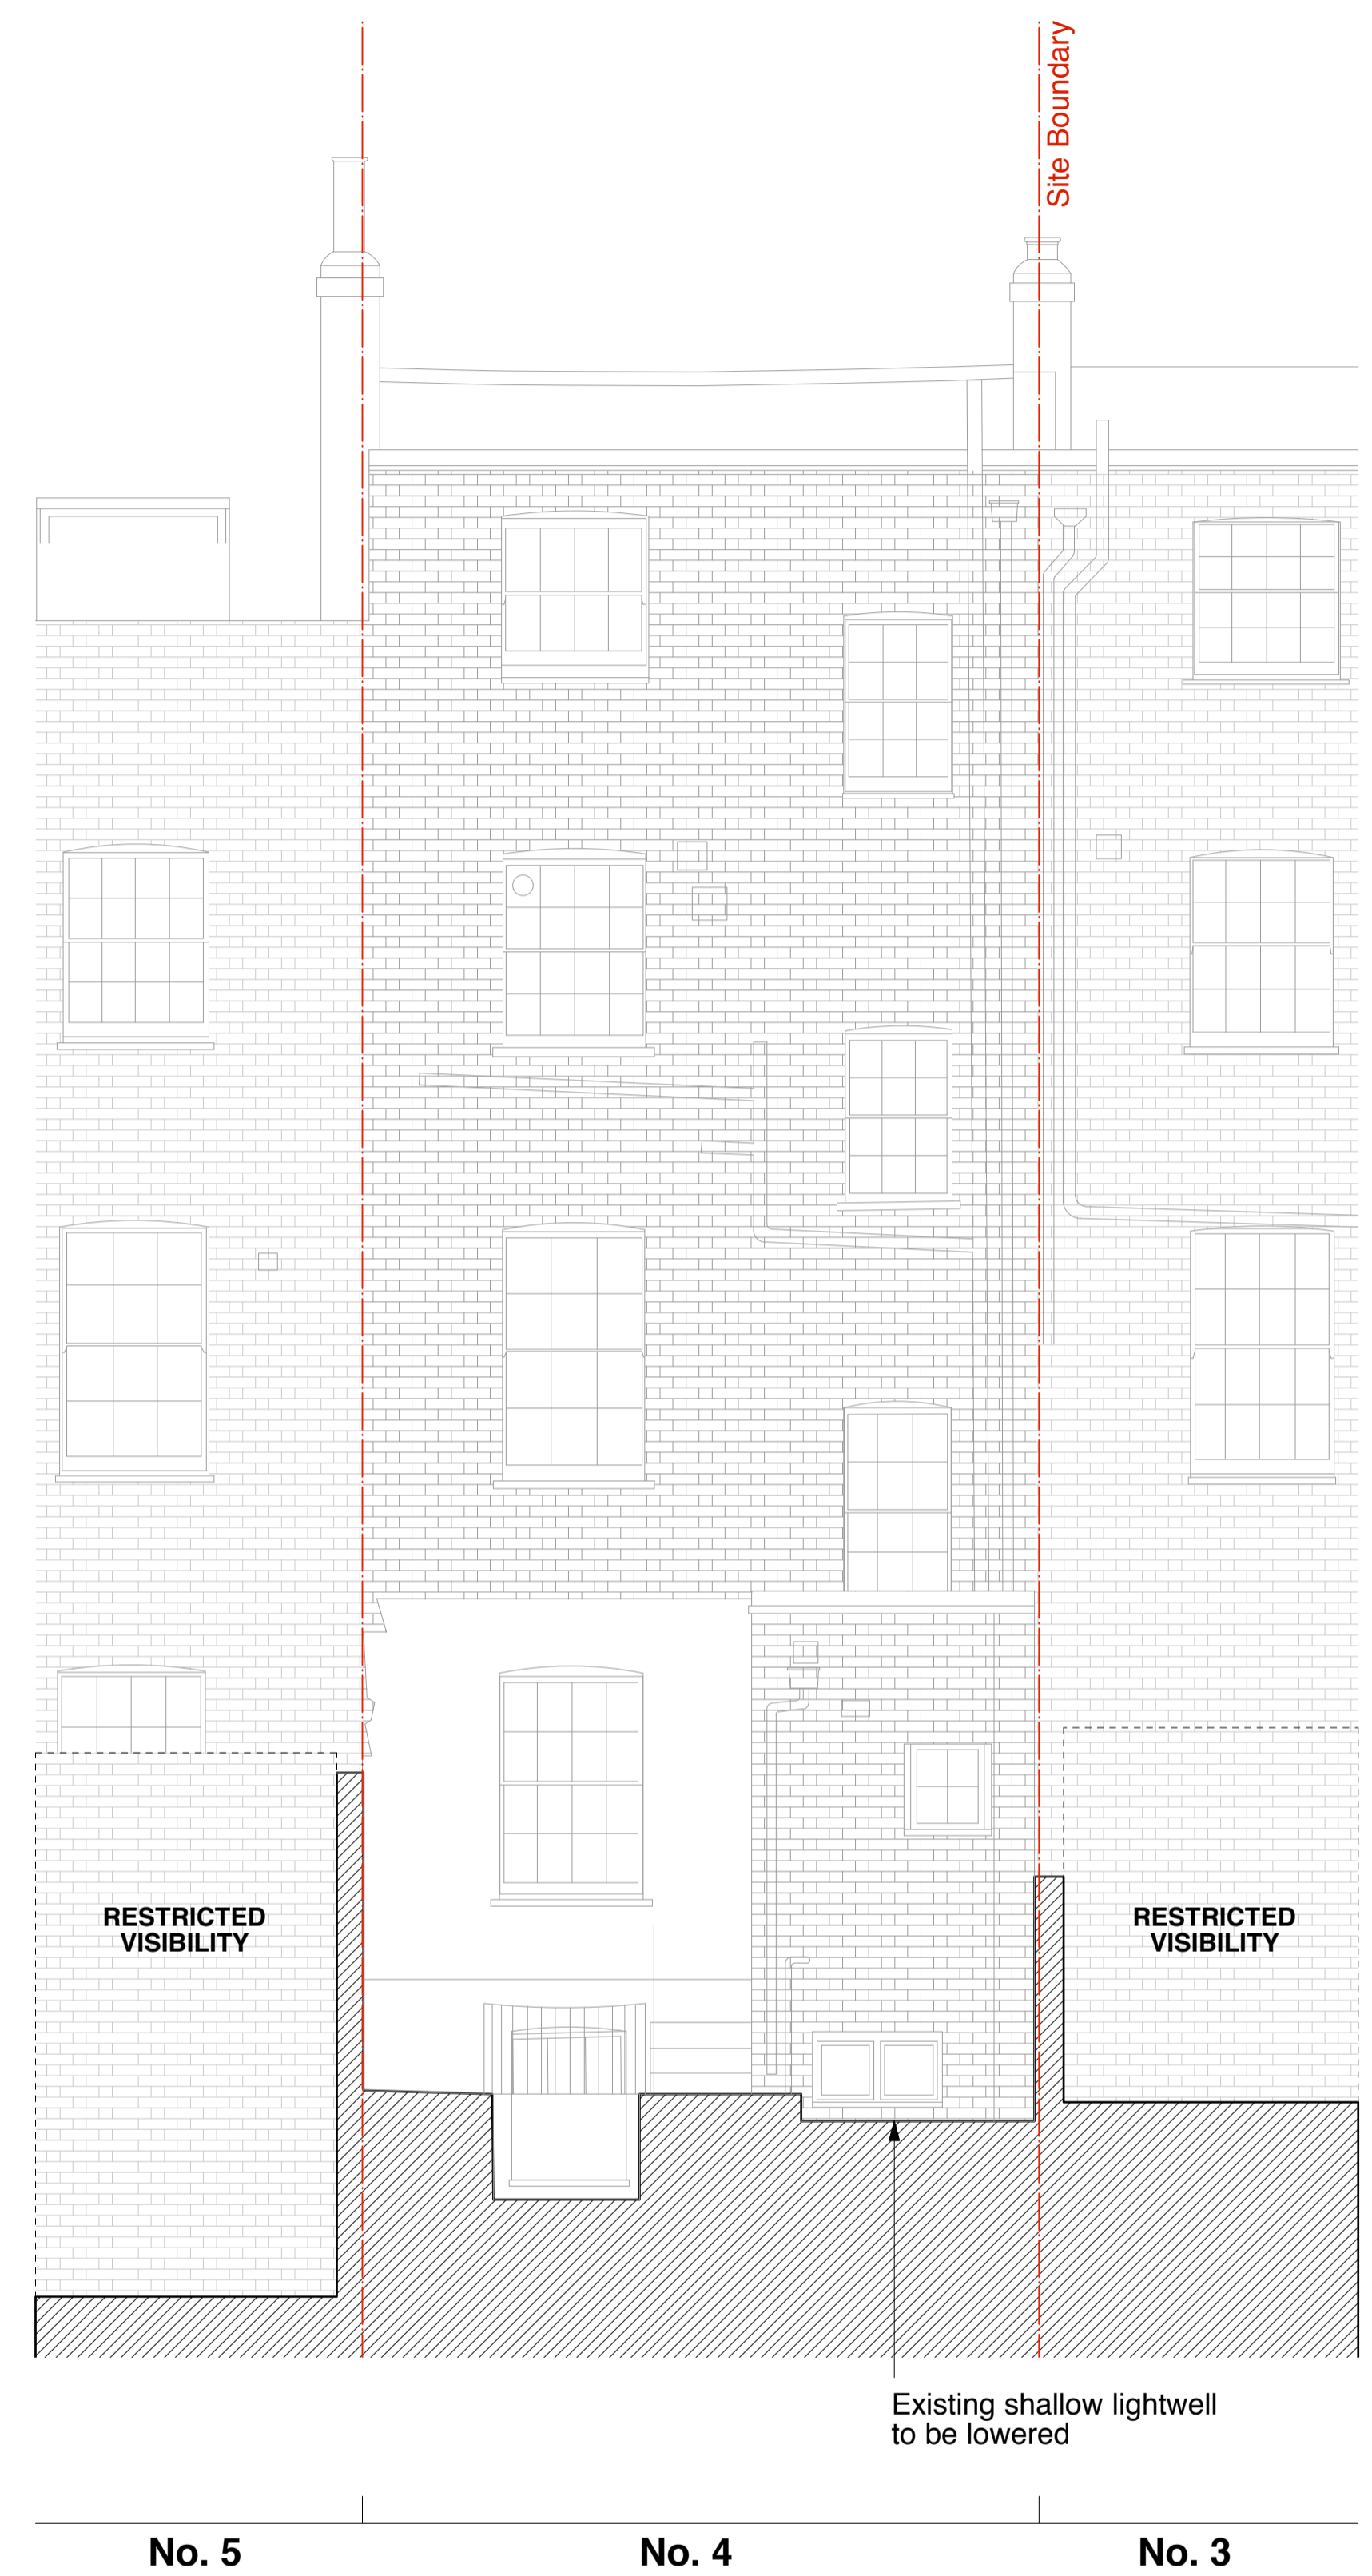 Site Boundary
RESTRICTED
VISIBILITY
RESTRICTED
VISIBILITY
Existing shallow lightwell
to be lowered
No. 5
No. 4
No. 3